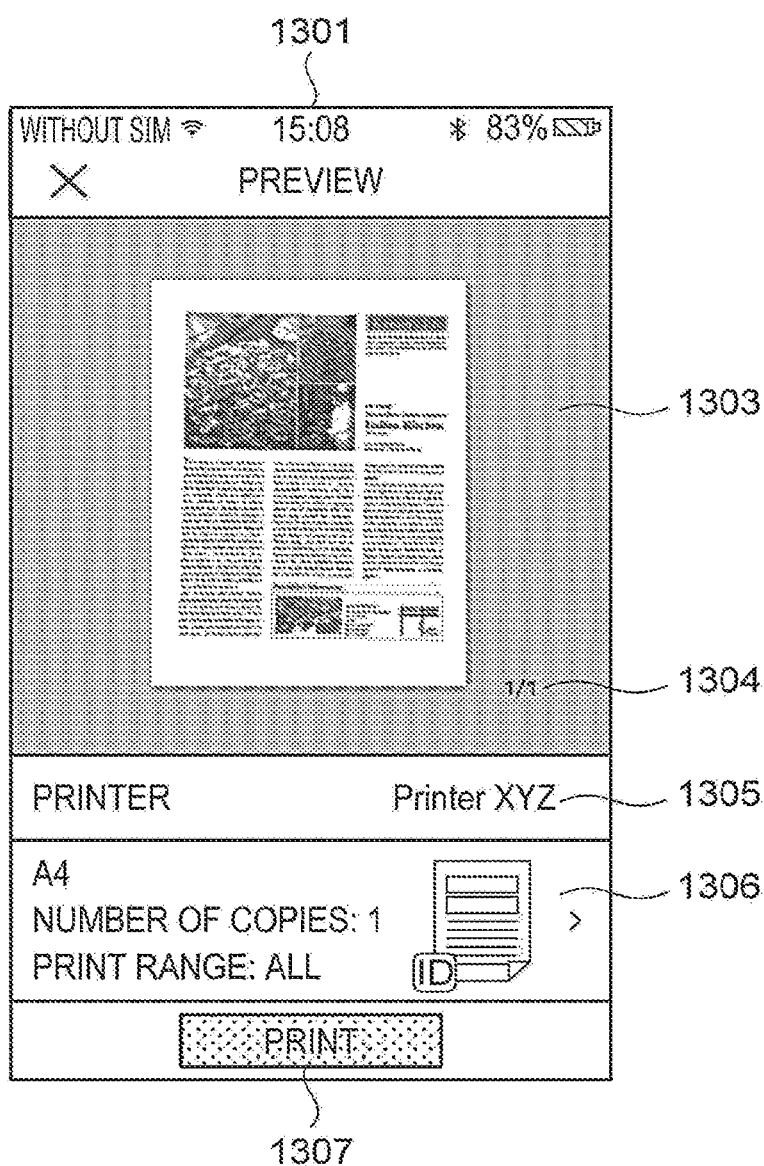 1301
WITHOUT SIM 15:08 83%
PREVIEW
1303
1/1 1304
PRINTER Printer XYZ 1305
A4
1306
NUMBER OF COPIES: 1 >
PRINT RANGE: ALL
ID
PRINT
1307